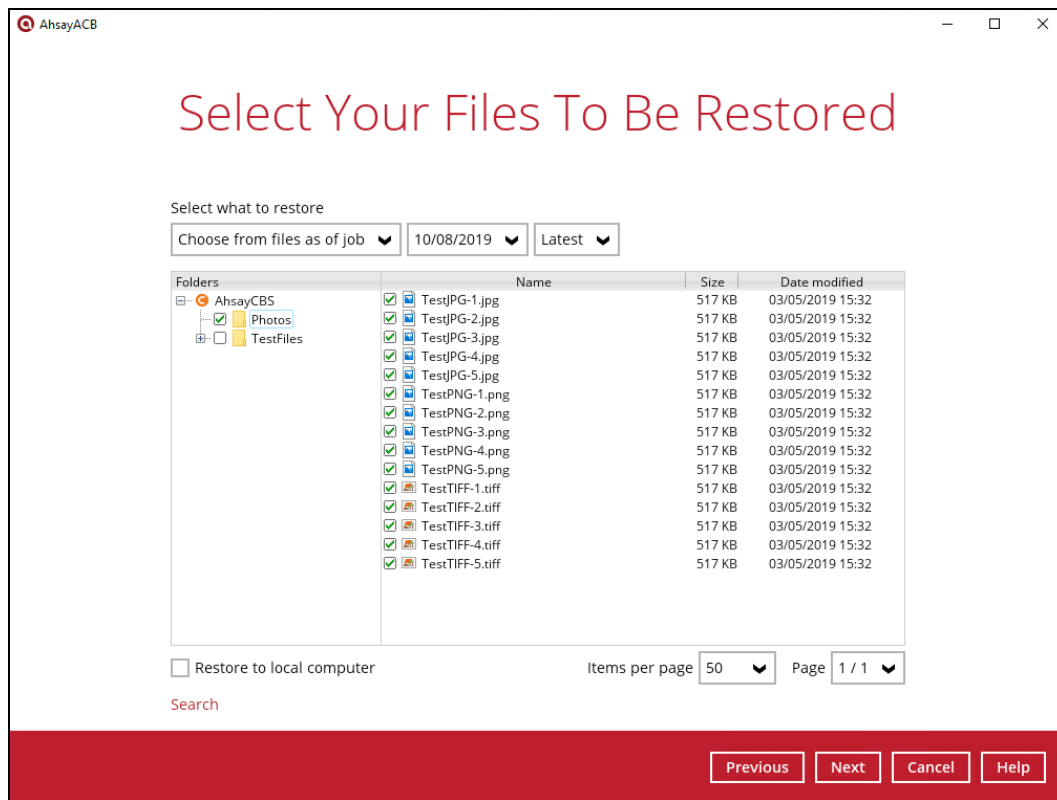 AhsayACB
Select Your Files To Be Restored
Select what to restore
Choose from files as of job 10/08/2019 Latest
Folders Name Size Date modified
AhsayCBS
Photos
TestFiles
TestJPG-1.jpg 517 KB 03/05/2019 15:32
TestJPG-2.jpg 517 KB 03/05/2019 15:32
TestJPG-3.jpg 517 KB 03/05/2019 15:32
TestJPG-4.jpg 517 KB 03/05/2019 15:32
TestJPG-5.jpg 517 KB 03/05/2019 15:32
TestPNG-1.png 517 KB 03/05/2019 15:32
TestPNG-2.png 517 KB 03/05/2019 15:32
TestPNG-3.png 517 KB 03/05/2019 15:32
TestPNG-4.png 517 KB 03/05/2019 15:32
TestPNG-5.png 517 KB 03/05/2019 15:32
TestTIFF-1.tiff 517 KB 03/05/2019 15:32
TestTIFF-2.tiff 517 KB 03/05/2019 15:32
TestTIFF-3.tiff 517 KB 03/05/2019 15:32
TestTIFF-4.tiff 517 KB 03/05/2019 15:32
TestTIFF-5.tiff 517 KB 03/05/2019 15:32
Restore to local computer Items per page 50 Page 1 / 1
Search
Previous Next Cancel Help